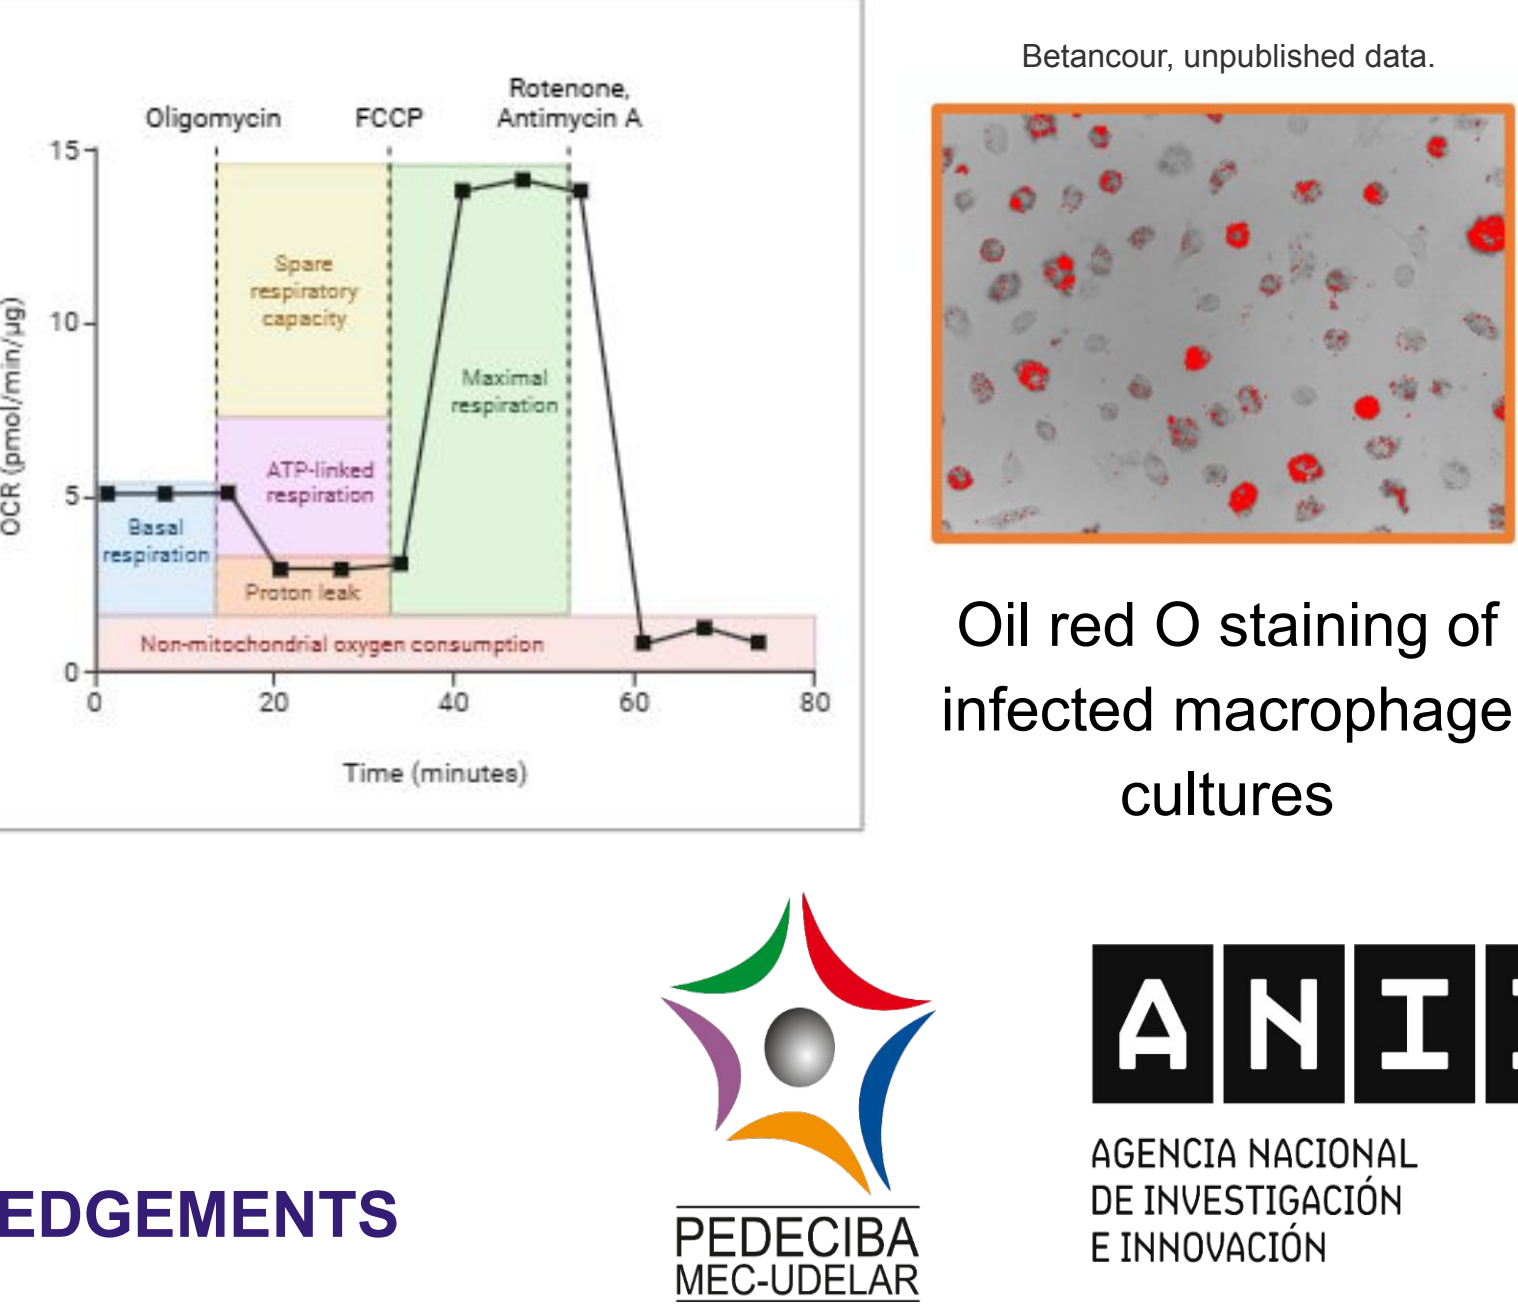 Betancour, unpublished data.
Rotenone,
Oligomycin FCCP Antimycin A
15
10
5
0
OCR (pmol/min/µg)
Spare
respiratory
capacity
Maximal
respiration
ATP-linked
respiration
Basal
respiration
Proton leak
Non-mitochondrial oxygen consumption
0 20 40 60 80
Time (minutes)
Oil red O staining of
infected macrophage
cultures
EDGEMENTS
PEDECIBA
MEC-UDELAR
ANI
AGENCIA NACIONAL
DE INVESTIGACIÓN
E INNOVACIÓN